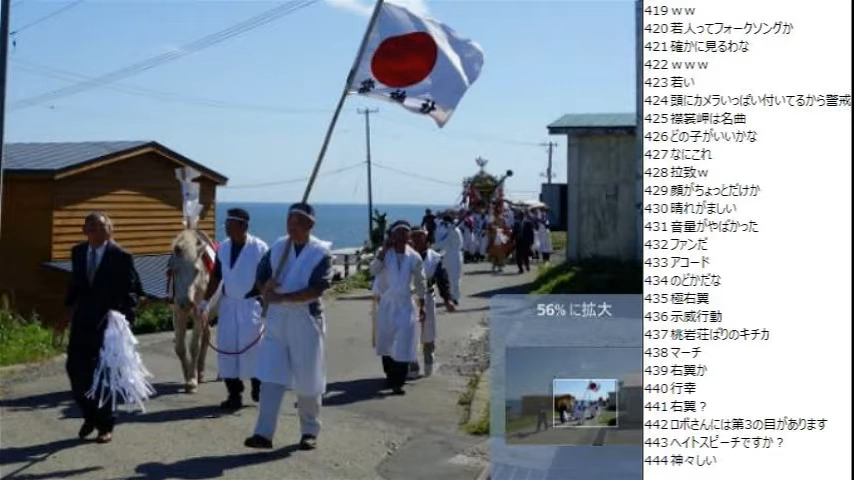 56% に拡大
419 ｗｗ
420 若人ってフォークソングか
421 確かに見るわな
422 ｗｗｗ
423 若い
424 頭にカメラいっぱい付いてるから警戒
425 襟裳岬は名曲
426 どの子がいいかな
427 なにこれ
428 拉致ｗ
429 顔がちょっとだけか
430 晴れがましい
431 音量がやばかった
432 ファンだ
433 アコード
434 のどかだな
435 極右翼
436 示威行動
437 桃岩荘ばりのキチカ
438 マーチ
439 右翼か
440 行幸
441 右翼？
442 ロボさんには第3の目があります
443 ヘイトスピーチですか？
444 神々しい